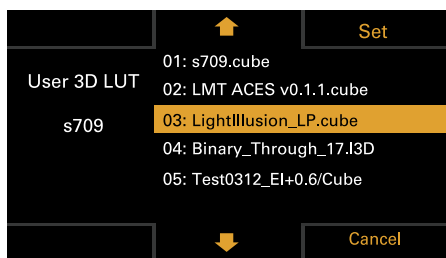 Set
User 3D LUT
s709
01: s709.cube
02: LMT ACES v0.1.1.cube
03: LightIllusion_LP.cube
04: Binary_Through_17.l3D
05: Test0312_EI+0.6/Cube
Cancel